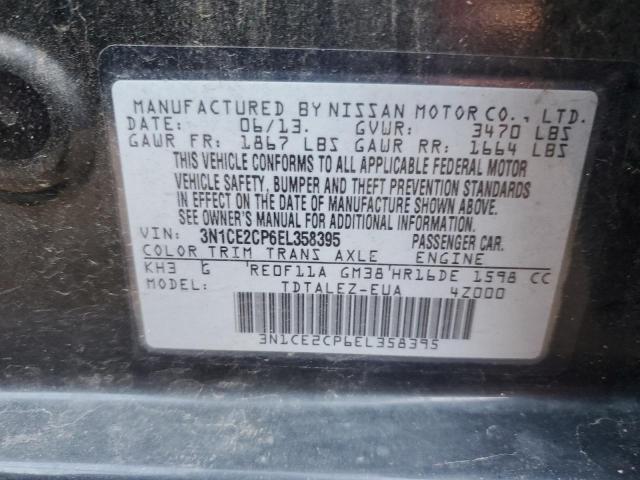 MANUFACTURED BY NISSAN MOTOR CO., LTD.
DATE: 06/13. GVWR: 3470 LBS
GAWR FR: 1867 LBS GAWR RR: 1664 LBS
THIS VEHICLE CONFORMS TO ALL APPLICABLE FEDERAL MOTOR
VEHICLE SAFETY, BUMPER AND THEFT PREVENTION STANDARDS
IN EFFECT ON THE DATE OF MANUFACTURE SHOWN ABOVE.
SEE OWNER'S MANUAL FOR ADDITIONAL INFORMATION.
VIN: 3N1CE2CP6EL358395 PASSENGER CAR.
COLOR TRIM TRANS AXLE ENGINE
KH3 G 'RE0F11A GM38'HR16DE 1598 CC
MODEL: TDTALEZ-EUA 4Z000
3N1CE2CP6EL358395